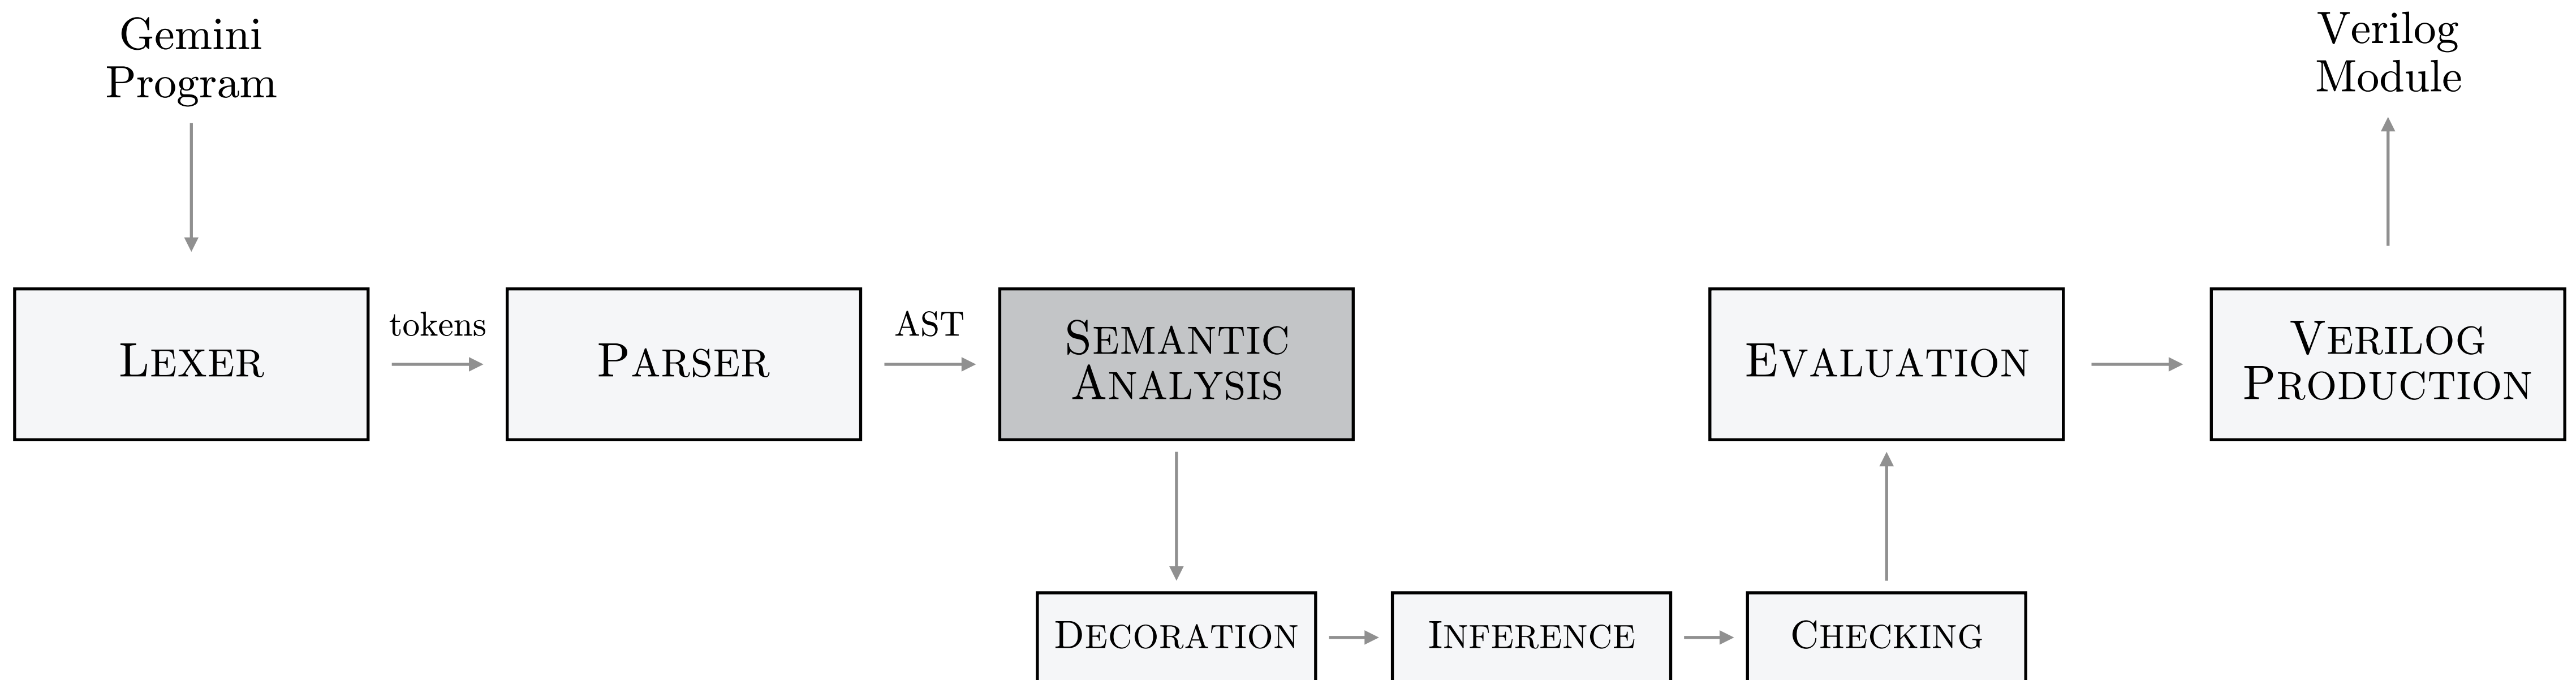 Gemini
Program
Verilog
Module
LEXER
tokens
PARSER
AST
SEMANTIC
ANALYSIS
EVALUATION
VERILOG
PRODUCTION
DECORATION
INFERENCE
CHECKING